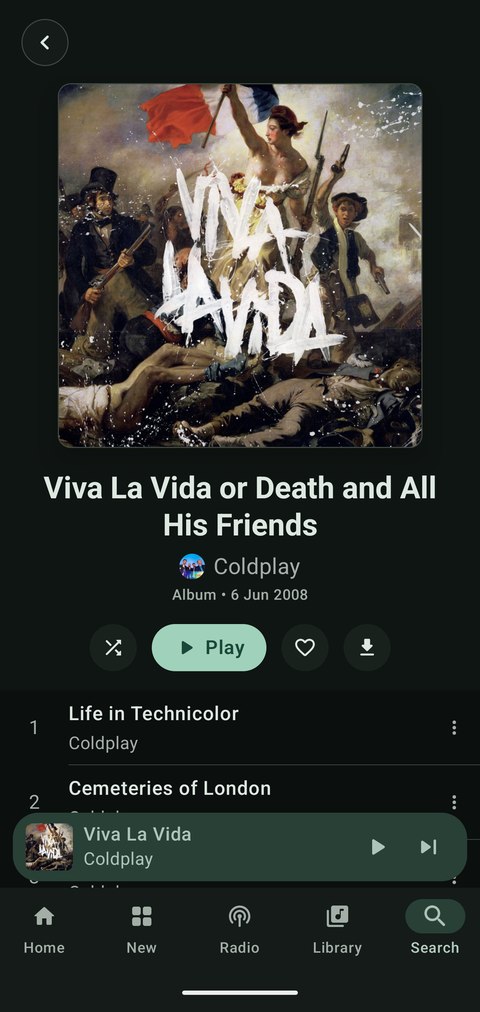 VIVA
LA VIDA
Viva La Vida or Death and All
His Friends
Coldplay
Album • 6 Jun 2008
Play
1
Life in Technicolor
Coldplay
2
Cemeteries of London
Viva La Vida
Coldplay
Home
New
Radio
Library
Search